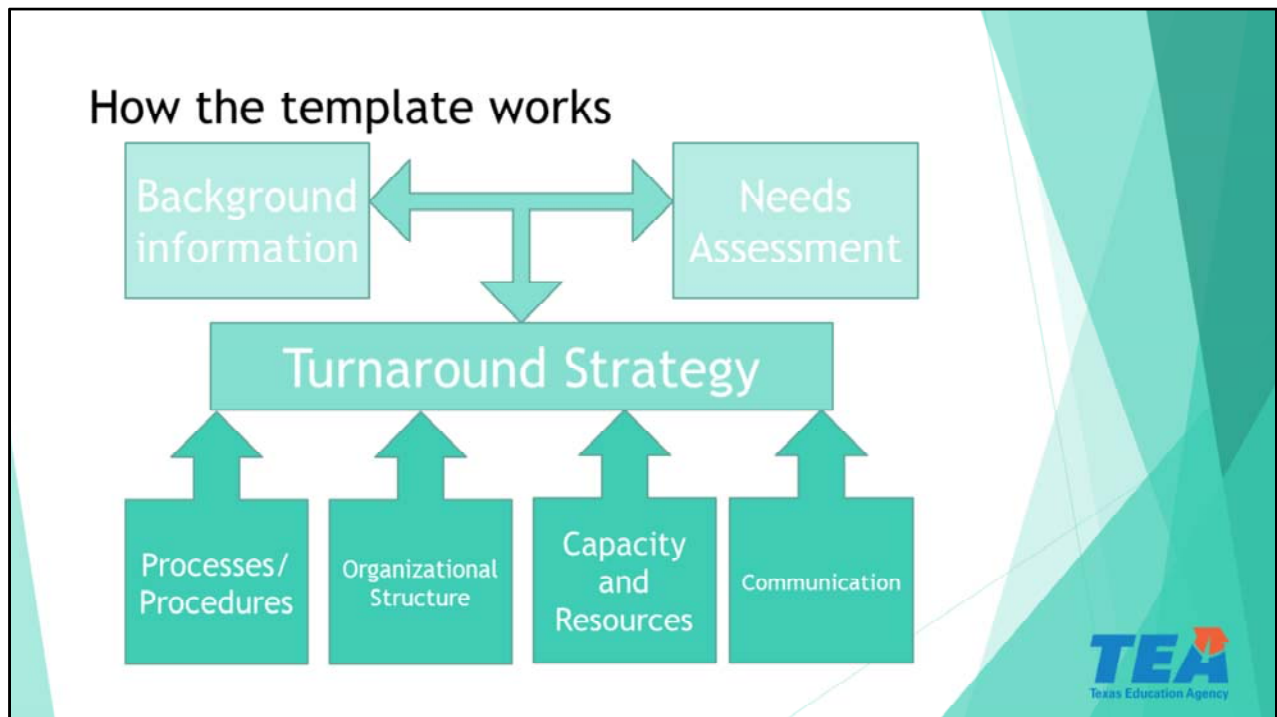 How the template works
Background
information
Needs
Assessment
Turnaround Strategy
Processes/
Procedures
Organizational
Structure
Capacity
and
Resources
Communication
TEA
Texas Education Agency